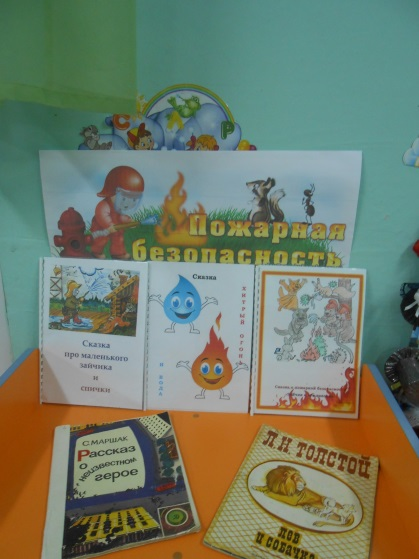 С
Р
Пожарная
безопасность
Сказка
про маленького
зайчика
и
спички
Сказка
ХИТРЫЙ ОГОНЬ
И ВОДА
С. МАРШАК
Рассказ
о
неизвестном
герое
Л.Н. ТОЛСТОЙ
лев и собачка